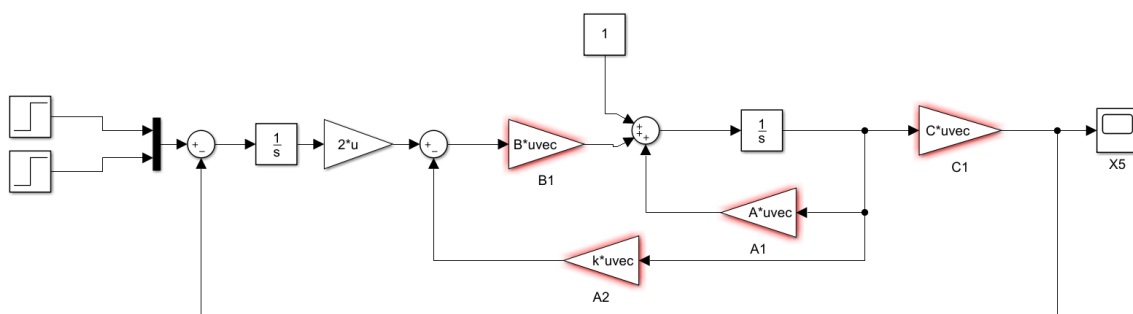 1
+
−
1
s
2*u
+
−
B*uvec
B1
+
+
+
1
s
C*uvec
C1
X5
A*uvec
A1
k*uvec
A2